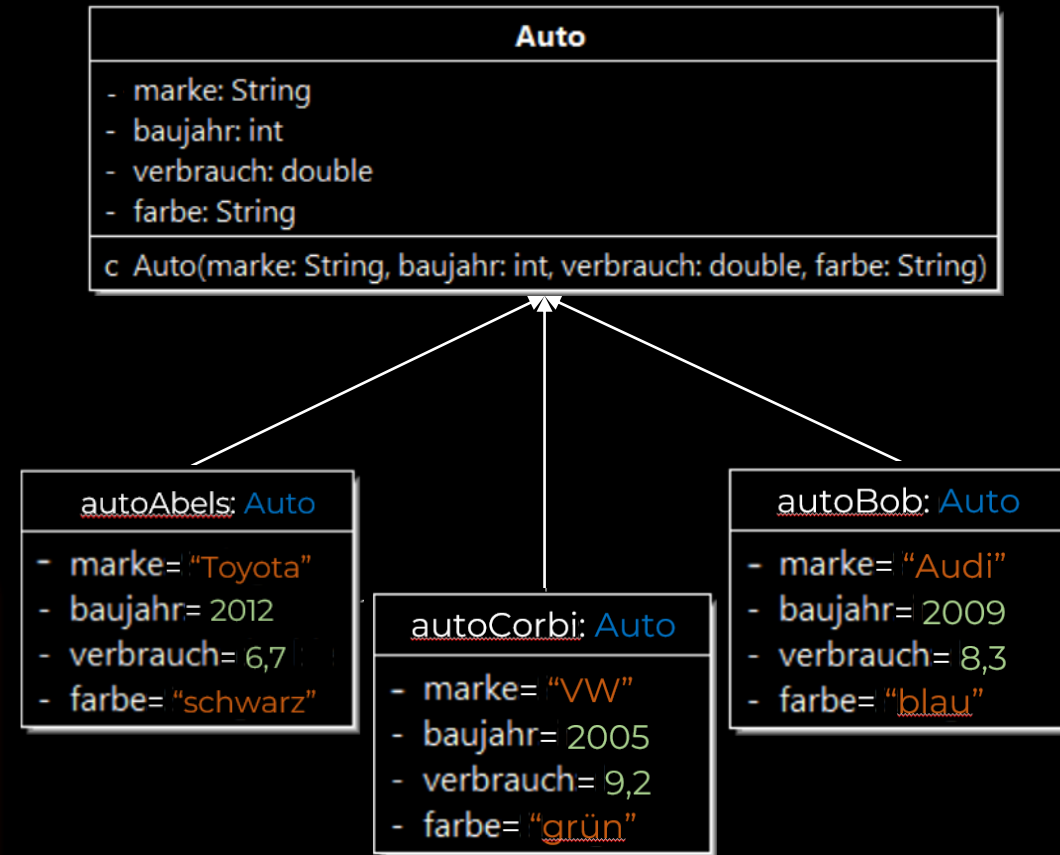 Auto
- marke: String
- baujahr: int
- verbrauch: double
- farbe: String
c Auto(marke: String, baujahr: int, verbrauch: double, farbe: String)
autoAbels: Auto
- marke= “Toyota”
- baujahr= 2012
- verbrauch= 6,7
- farbe= “schwarz”
autoCorbi: Auto
- marke= “VW”
- baujahr= 2005
- verbrauch= 9,2
- farbe= “grün”
autoBob: Auto
- marke= “Audi”
- baujahr= 2009
- verbrauch= 8,3
- farbe= “blau”